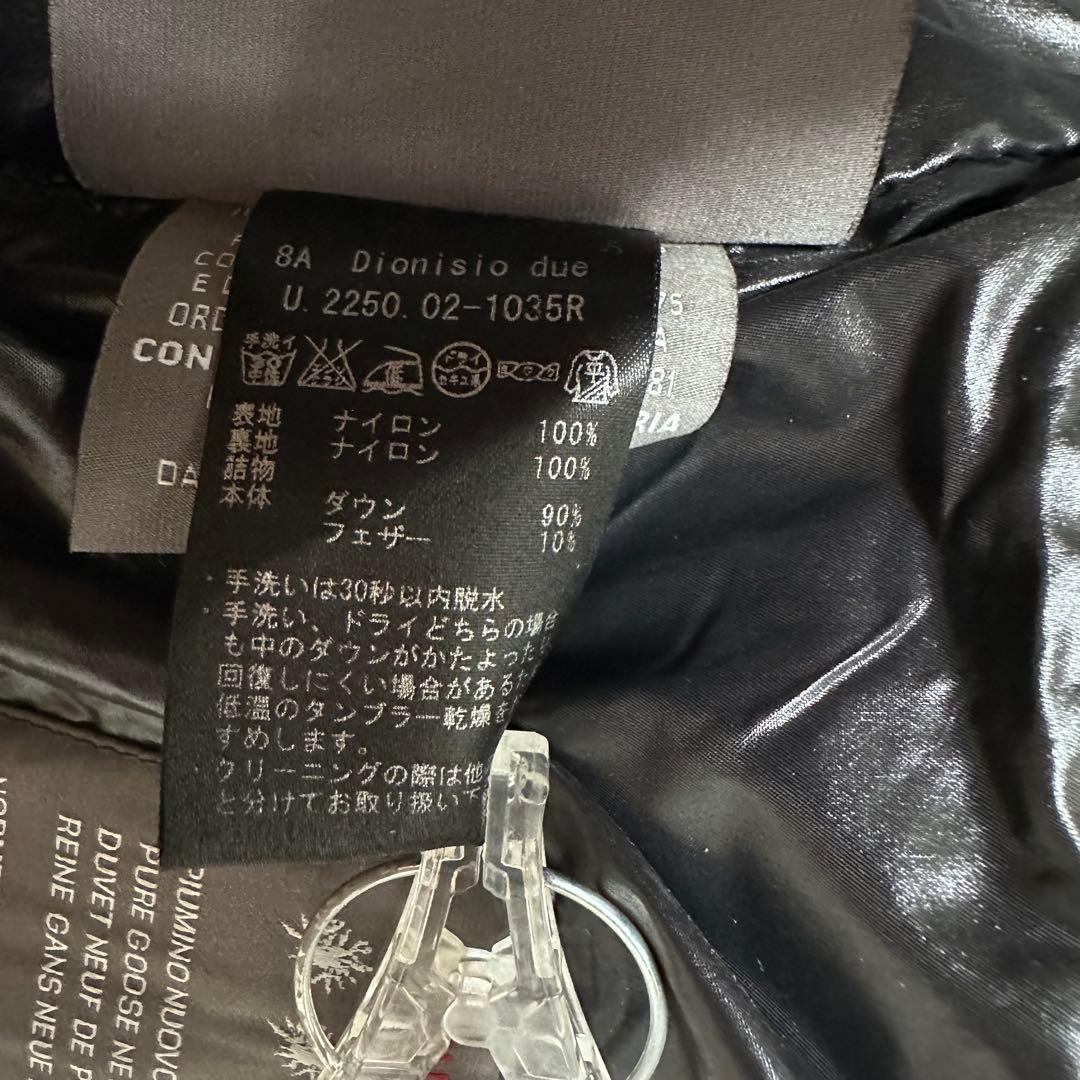 8A Dionisio due
U. 2250. 02-1035R
手洗イ
ドライ
平
表地 ナイロン 100%
裏地 ナイロン 100%
詰物
本体 ダウン 90%
フェザー 10%
・手洗いは30秒以内脱水
・手洗い、ドライどちらの場合
も中のダウンがかたよった
回復しにくい場合がある
低温のタンブラー乾燥を
すめします。
クリーニングの際は他
と分けてお取り扱い下
CO
E D
ORD
CON
DA
75
A
81
RIA
PIUMINO NUOVO
PURE GOOSE NE
DUVET NEUF DE P
REINE GANS NEUE